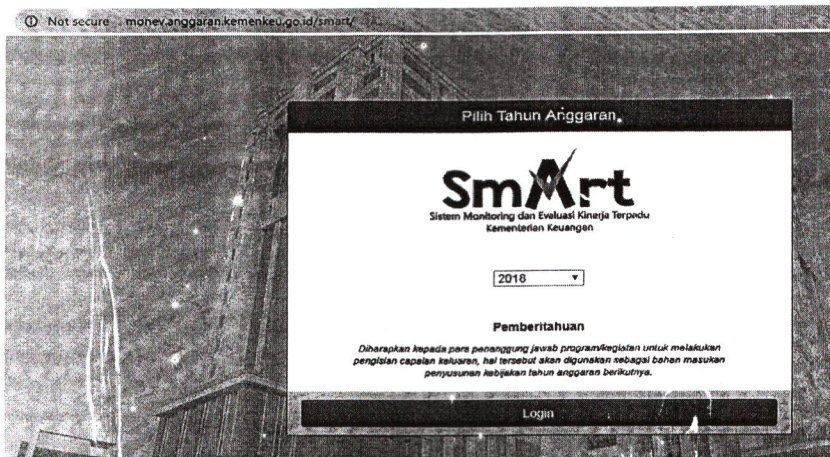 Not secure monev.anggaran.kemenkeu.go.id/smart/
Pilih Tahun Anggaran
SmArt
Sistem Monitoring dan Evaluasi Kinerja Terpadu
Kementerian Keuangan
2018
Pemberitahuan
Diharapkan kepada para penanggung jawab program/kegiatan untuk melakukan
pengisian capaian keluaran, hal tersebut akan digunakan sebagai bahan masukan
penyusunan kebijakan tahun anggaran berikutnya.
Login